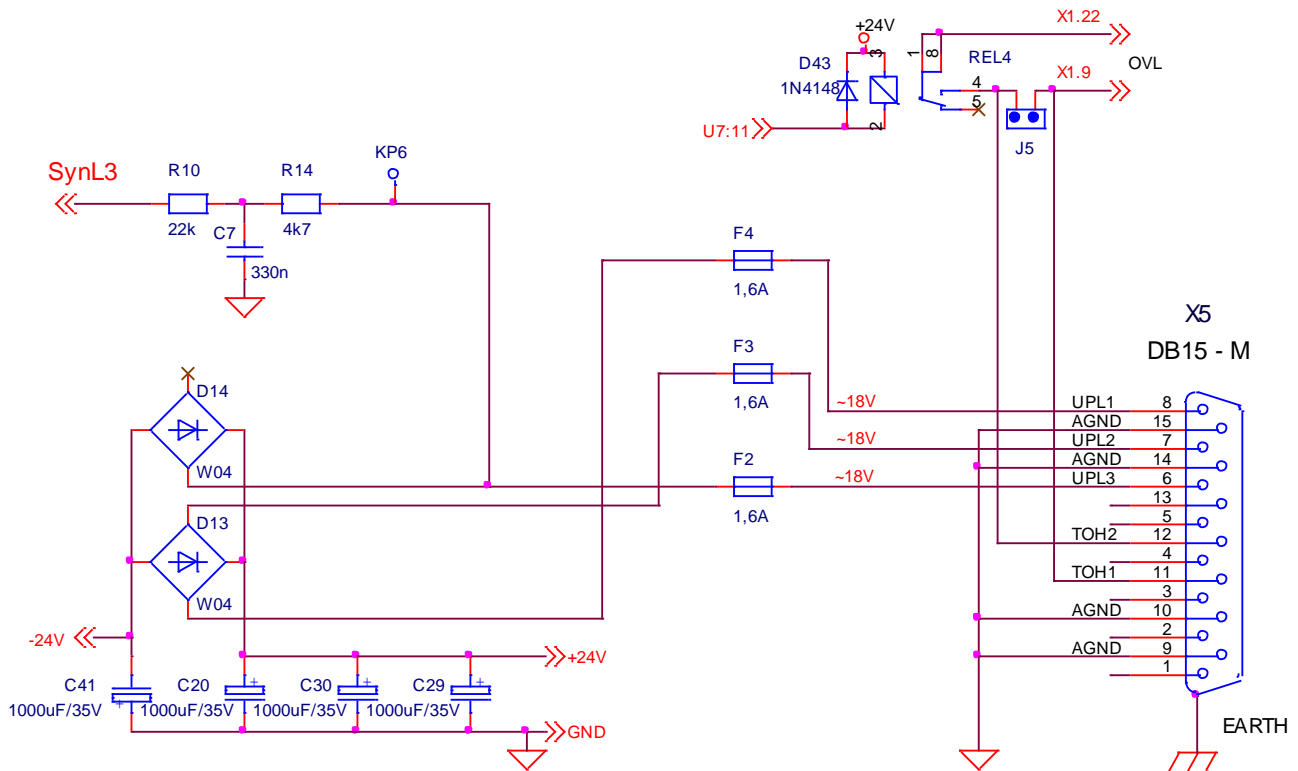 X1.22
+24V
3
1
8
D43
REL4
OVL
1N4148
4
X1.9
5
U7:11
2
J5
KP6
SynL3
R10
R14
22k
C7
4k7
330n
F4
1,6A
X5
DB15 - M
F3
1,6A
D14
~18V
UPL1
8
AGND
15
~18V
UPL2
7
F2
AGND
14
W04
~18V
UPL3
6
1,6A
13
D13
5
TOH2
12
4
TOH1
11
W04
3
AGND
10
-24V
2
+24V
AGND
9
1
C41
+
C20
+
C30
+
C29
+
1000uF/35V
1000uF/35V
1000uF/35V
1000uF/35V
GND
EARTH